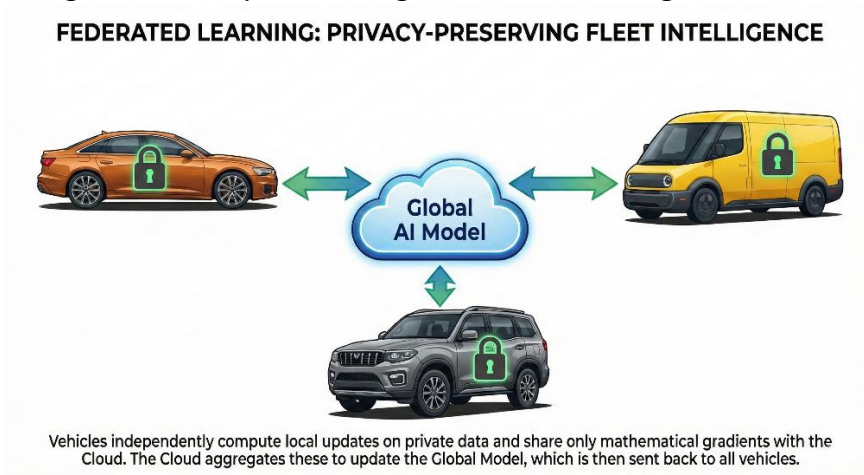 FEDERATED LEARNING: PRIVACY-PRESERVING FLEET INTELLIGENCE
Global
AI Model
Vehicles independently compute local updates on private data and share only mathematical gradients with the
Cloud. The Cloud aggregates these to update the Global Model, which is then sent back to all vehicles.